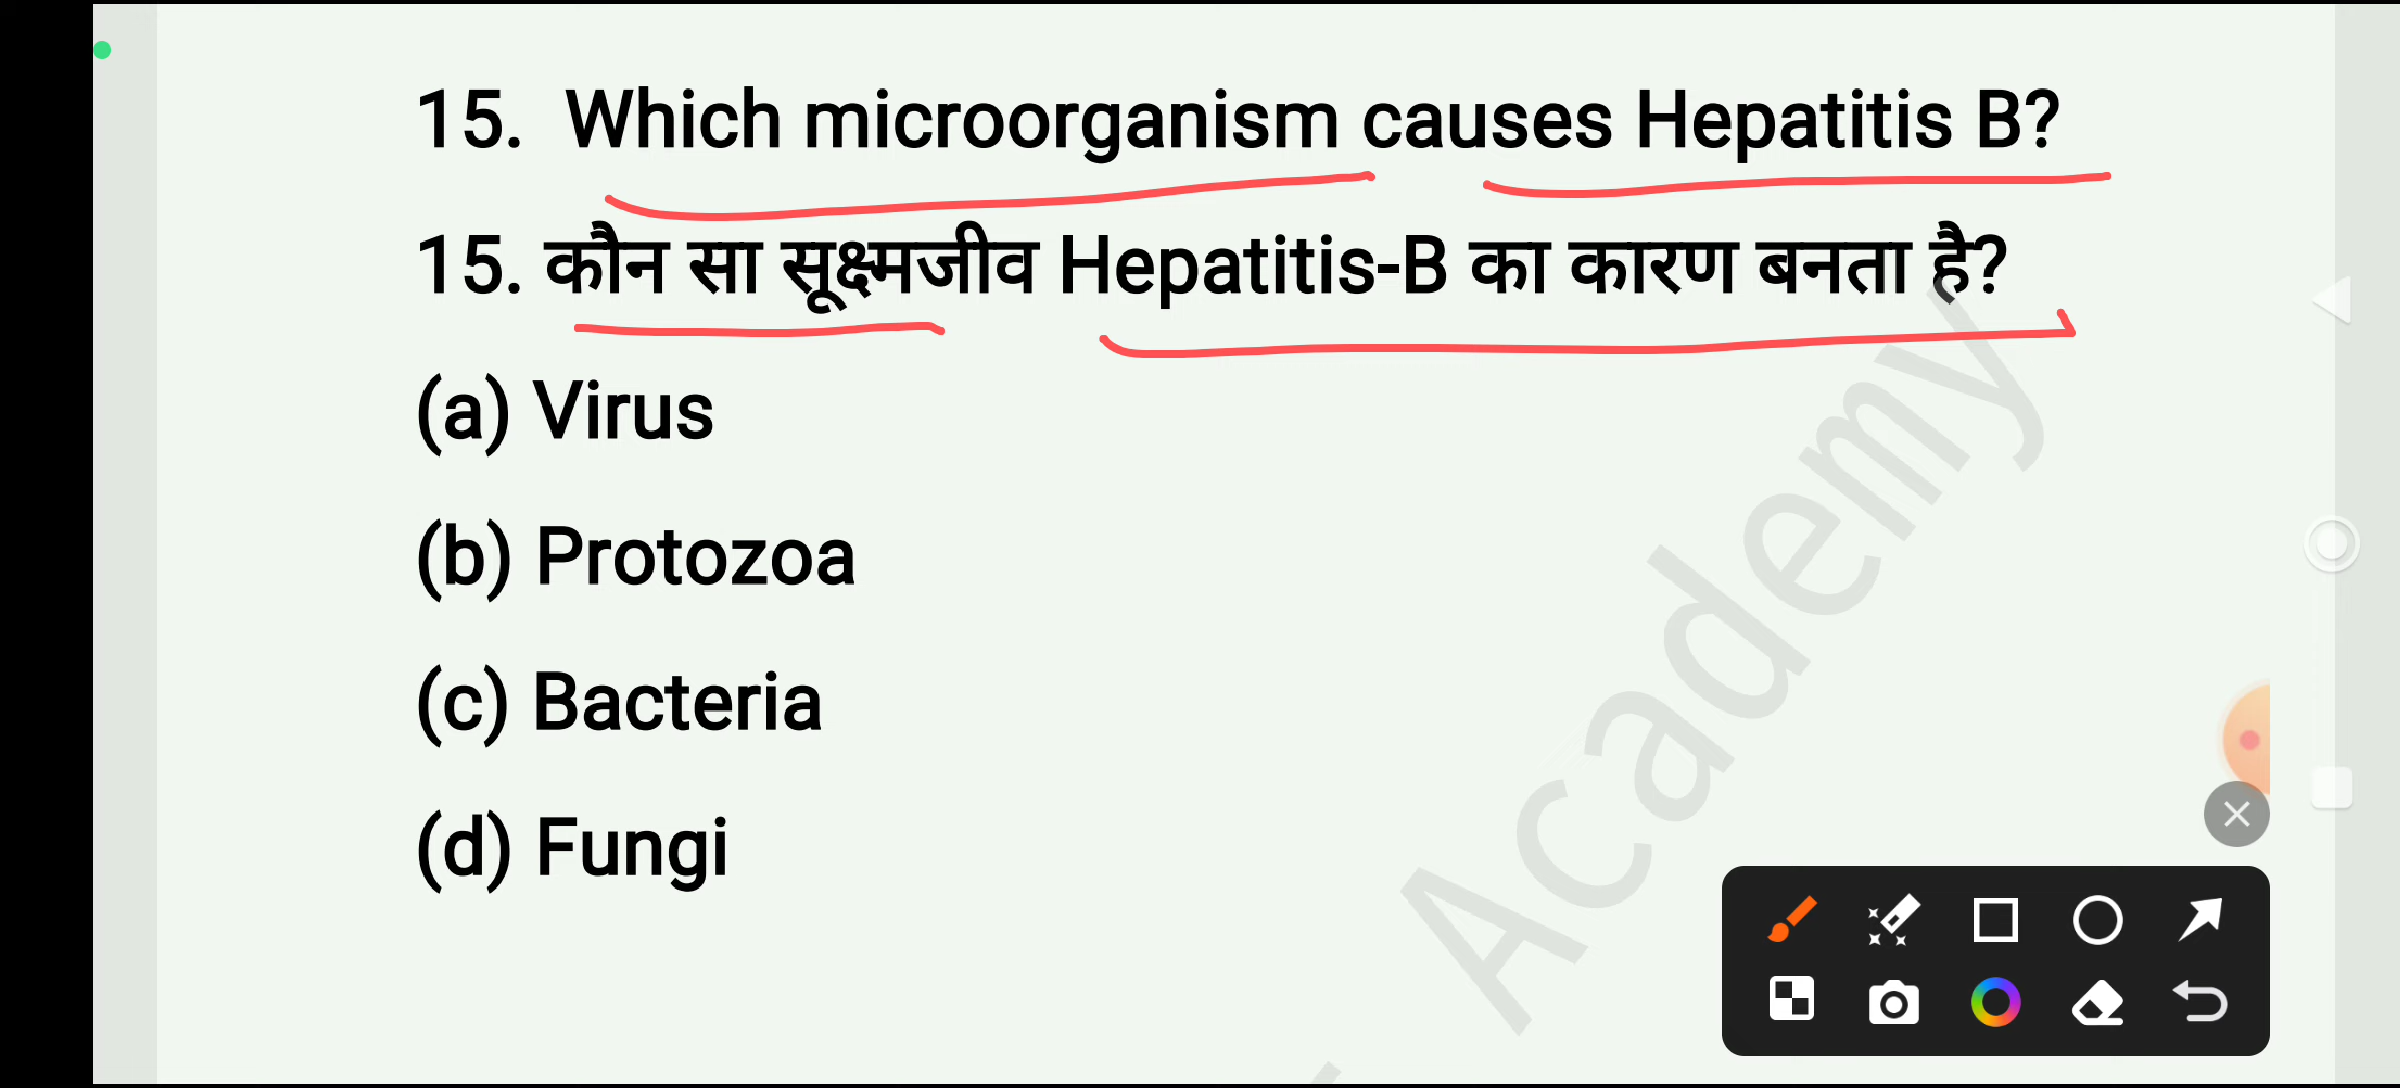 15. Which microorganism causes Hepatitis B?
15. कौन सा सूक्ष्मजीव Hepatitis-B का कारण बनता है?
(a) Virus
(b) Protozoa
(c) Bacteria
(d) Fungi
Academy